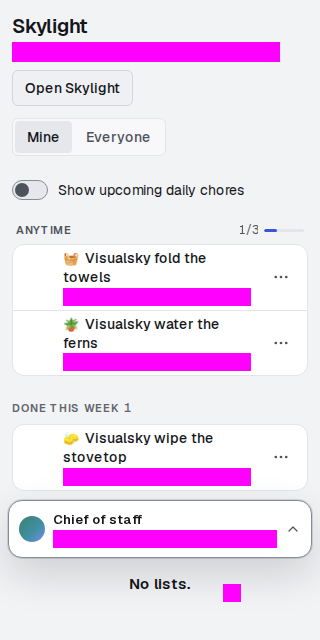 Skylight
Open Skylight
Mine Everyone
Show upcoming daily chores
ANYTIME 1/3
🧺 Visualsky fold the
towels
🪴 Visualsky water the
ferns
DONE THIS WEEK 1
🧽 Visualsky wipe the
stovetop
Chief of staff
No lists.